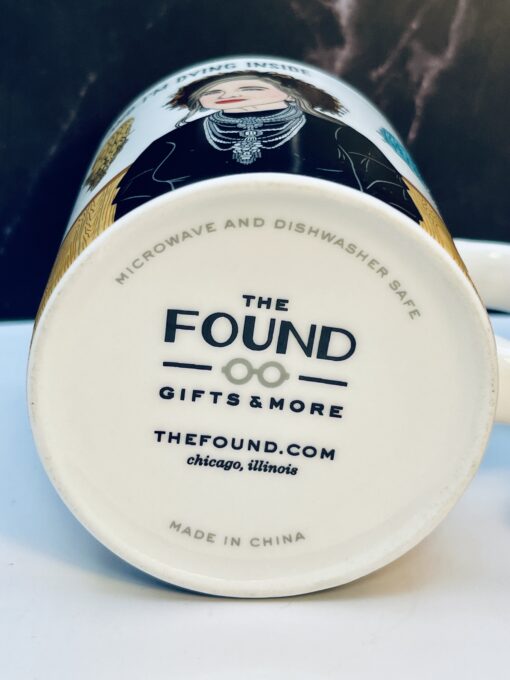 I'M DYING INSIDE
MICROWAVE AND DISHWASHER SAFE
THE
FOUND
GIFTS & MORE
THEFOUND.COM
chicago, illinois
MADE IN CHINA